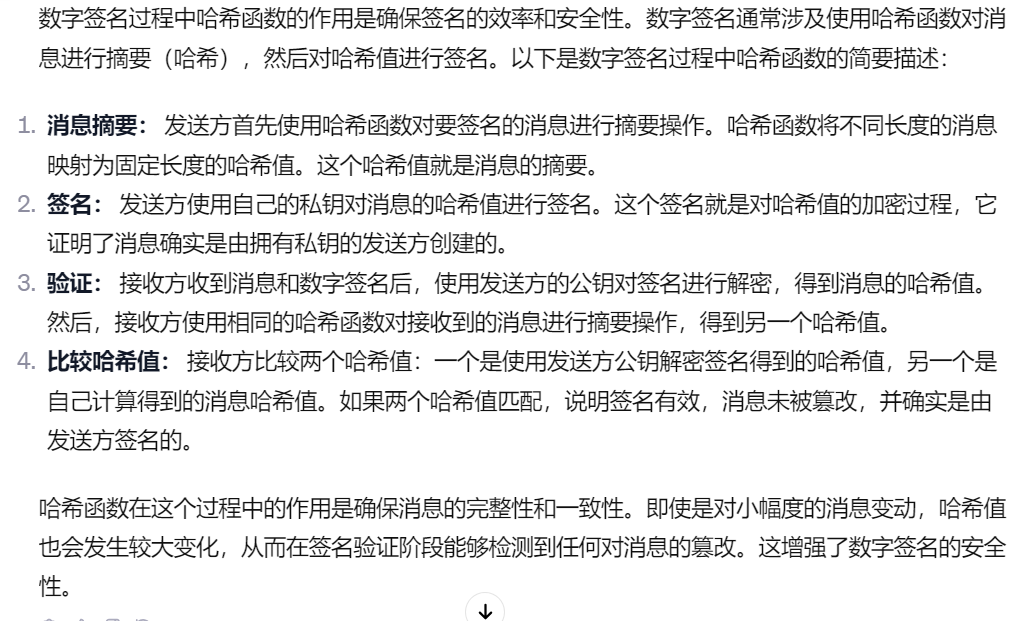 数字签名过程中哈希函数的作用是确保签名的效率和安全性。数字签名通常涉及使用哈希函数对消
息进行摘要（哈希），然后对哈希值进行签名。以下是数字签名过程中哈希函数的简要描述：
1. 消息摘要： 发送方首先使用哈希函数对要签名的消息进行摘要操作。哈希函数将不同长度的消息
映射为固定长度的哈希值。这个哈希值就是消息的摘要。
2. 签名： 发送方使用自己的私钥对消息的哈希值进行签名。这个签名就是对哈希值的加密过程，它
证明了消息确实是由拥有私钥的发送方创建的。
3. 验证： 接收方收到消息和数字签名后，使用发送方的公钥对签名进行解密，得到消息的哈希值。
然后，接收方使用相同的哈希函数对接收到的消息进行摘要操作，得到另一个哈希值。
4. 比较哈希值： 接收方比较两个哈希值：一个是使用发送方公钥解密签名得到的哈希值，另一个是
自己计算得到的消息哈希值。如果两个哈希值匹配，说明签名有效，消息未被篡改，并确实是由
发送方签名的。
哈希函数在这个过程中的作用是确保消息的完整性和一致性。即使是对小幅度的消息变动，哈希值
也会发生较大变化，从而在签名验证阶段能够检测到任何对消息的篡改。这增强了数字签名的安全
性。